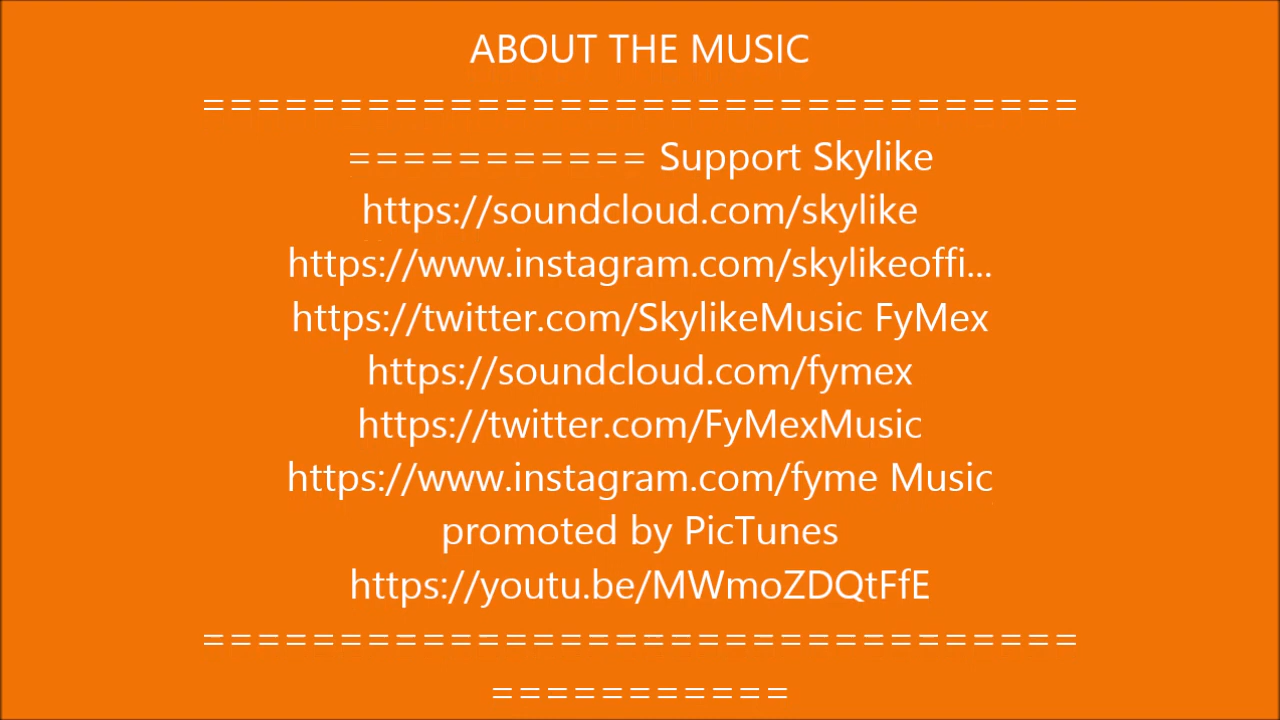 ABOUT THE MUSIC
================================
=========== Support Skylike
https://soundcloud.com/skylike
https://www.instagram.com/skylikeoffi...
https://twitter.com/SkylikeMusic FyMex
https://soundcloud.com/fymex
https://twitter.com/FyMexMusic
https://www.instagram.com/fyme Music
promoted by PicTunes
https://youtu.be/MWmoZDQtFfE
================================
===========